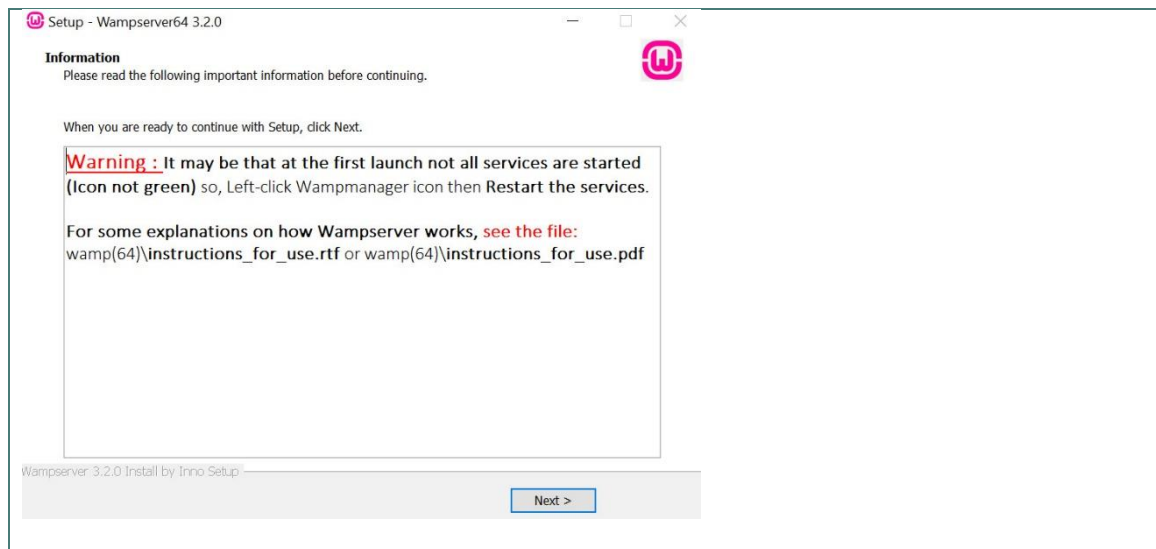 Setup - Wampserver64 3.2.0
Information
Please read the following important information before continuing.
When you are ready to continue with Setup, click Next.
Warning : It may be that at the first launch not all services are started
(Icon not green) so, Left-click Wampmanager icon then Restart the services.
For some explanations on how Wampserver works, see the file:
wamp(64)\instructions_for_use.rtf or wamp(64)\instructions_for_use.pdf
Wampserver 3.2.0 Install by Inno Setup
Next >